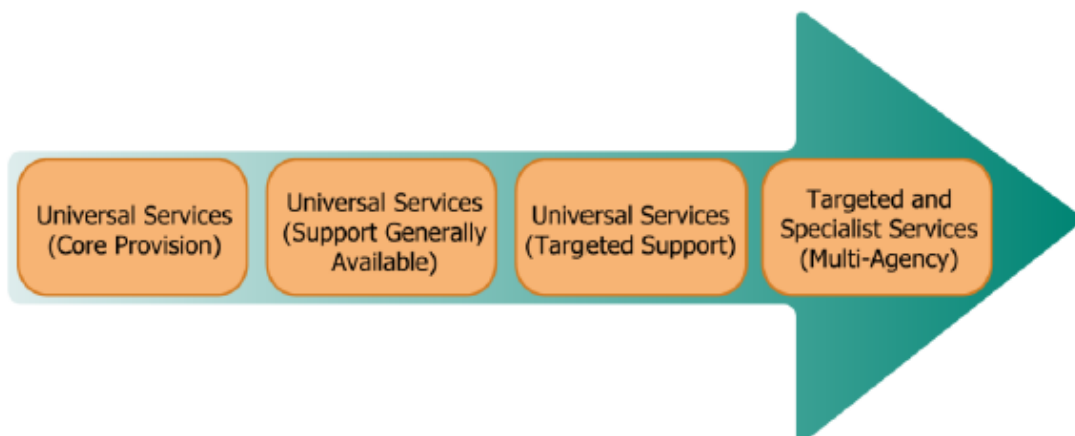 Universal Services
(Core Provision)
Universal Services
(Support Generally
Available)
Universal Services
(Targeted Support)
Targeted and
Specialist Services
(Multi-Agency)